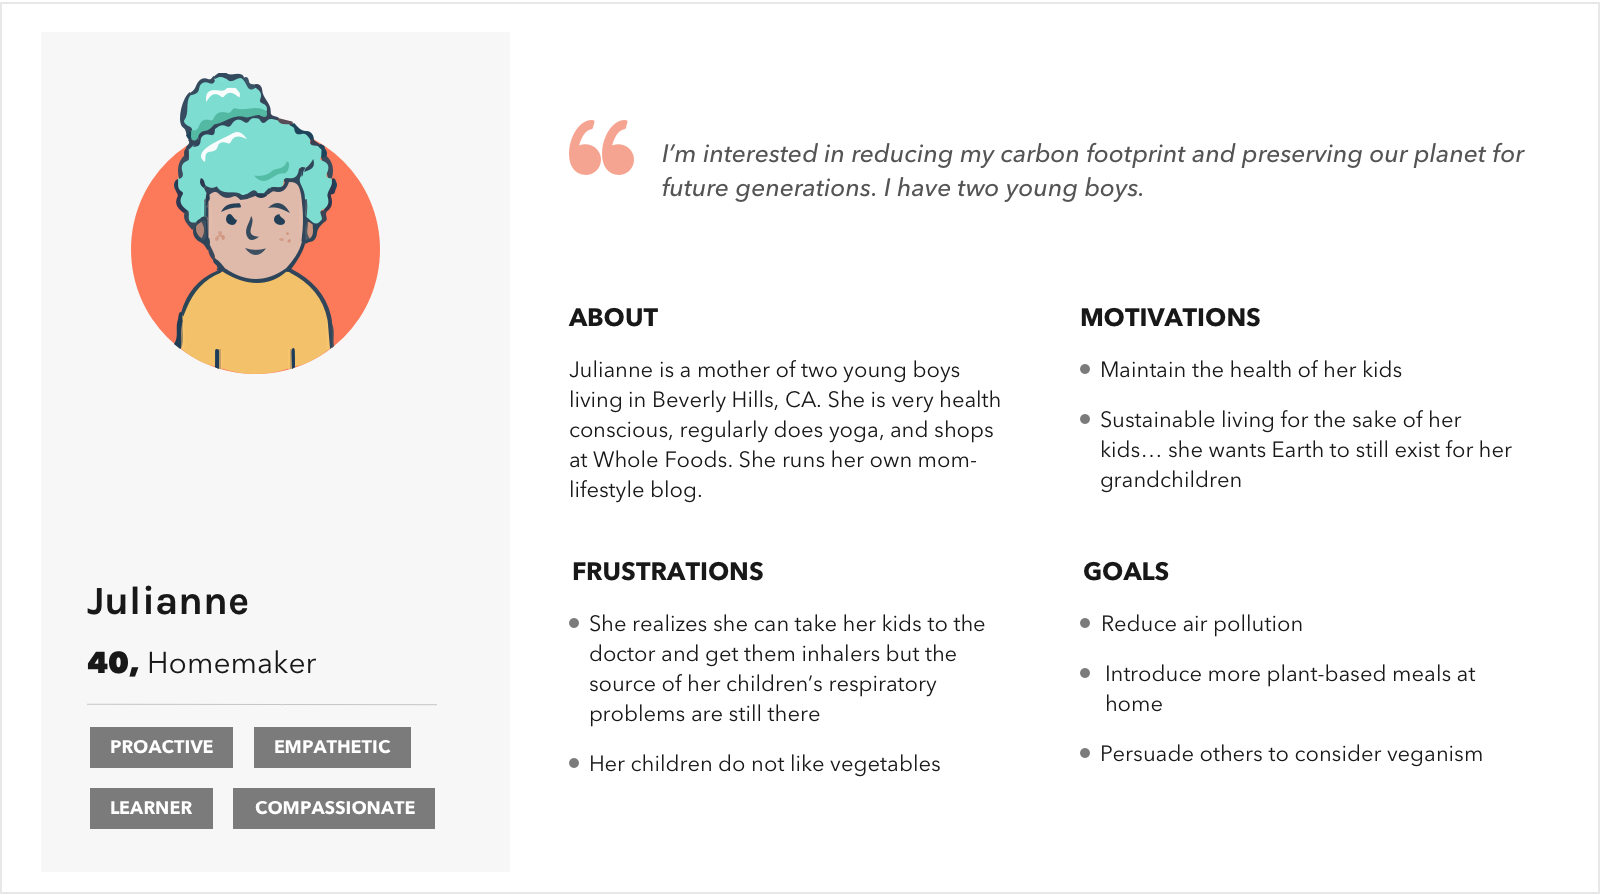 I’m interested in reducing my carbon footprint and preserving our planet for
future generations. I have two young boys.
Julianne
40, Homemaker
PROACTIVE
EMPATHETIC
LEARNER
COMPASSIONATE
ABOUT
Julianne is a mother of two young boys
living in Beverly Hills, CA. She is very health
conscious, regularly does yoga, and shops
at Whole Foods. She runs her own mom-
lifestyle blog.
MOTIVATIONS
Maintain the health of her kids
Sustainable living for the sake of her
kids… she wants Earth to still exist for her
grandchildren
FRUSTRATIONS
She realizes she can take her kids to the
doctor and get them inhalers but the
source of her children’s respiratory
problems are still there
Her children do not like vegetables
GOALS
Reduce air pollution
Introduce more plant-based meals at
home
Persuade others to consider veganism